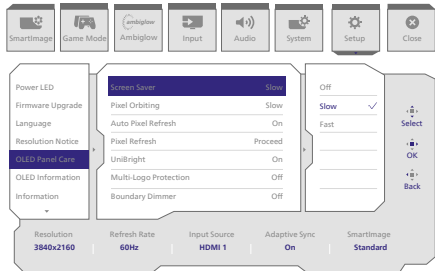 SmartImage
Game Mode
ambiglow
Ambiglow
Input
Audio
System
Setup
Close
Power LED
Firmware Upgrade
Language
Resolution Notice
OLED Panel Care
OLED Information
Information
Screen Saver Slow
Pixel Orbiting Slow
Auto Pixel Refresh On
Pixel Refresh Proceed
UniBright On
Multi-Logo Protection Off
Boundary Dimmer Off
Off
Slow
Fast
Select
OK
Back
Resolution Refresh Rate Input Source Adaptive Sync SmartImage
3840x2160 60Hz HDMI 1 On Standard